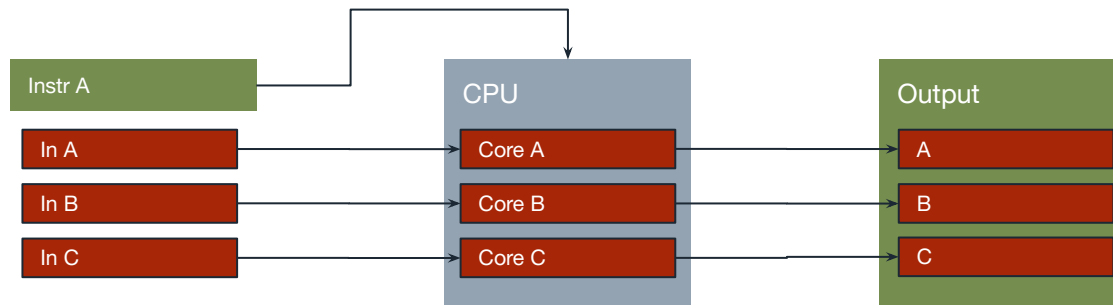 Instr A
CPU
Output
In A
Core A
A
In B
Core B
B
In C
Core C
C